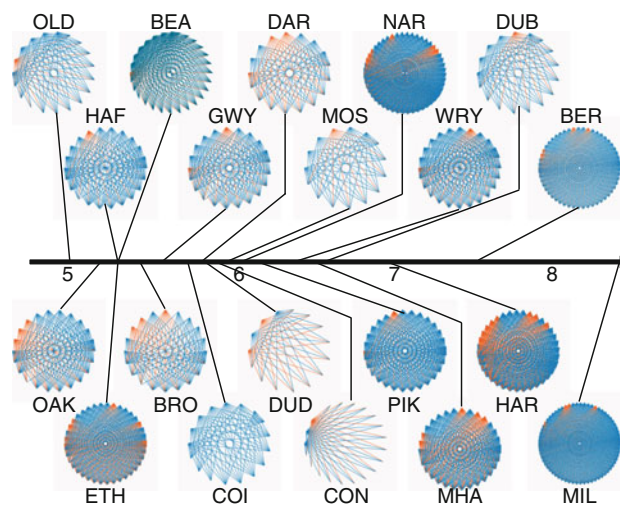 OLD BEA DAR NAR DUB
HAF GWY MOS WRY BER
5 6 7 8
OAK BRO DUD PIK HAR
ETH COI CON MHA MIL